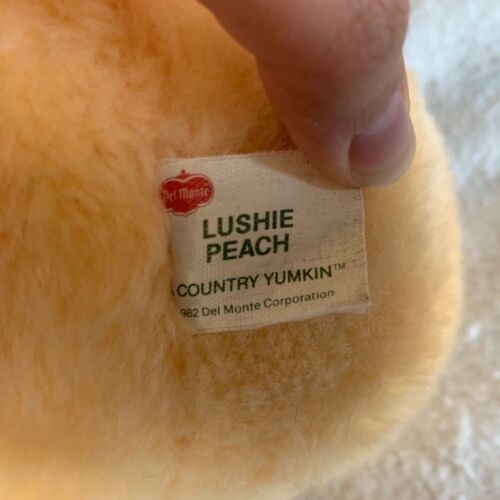 Del Monte
LUSHIE
PEACH
COUNTRY YUMKIN™
982 Del Monte Corporation